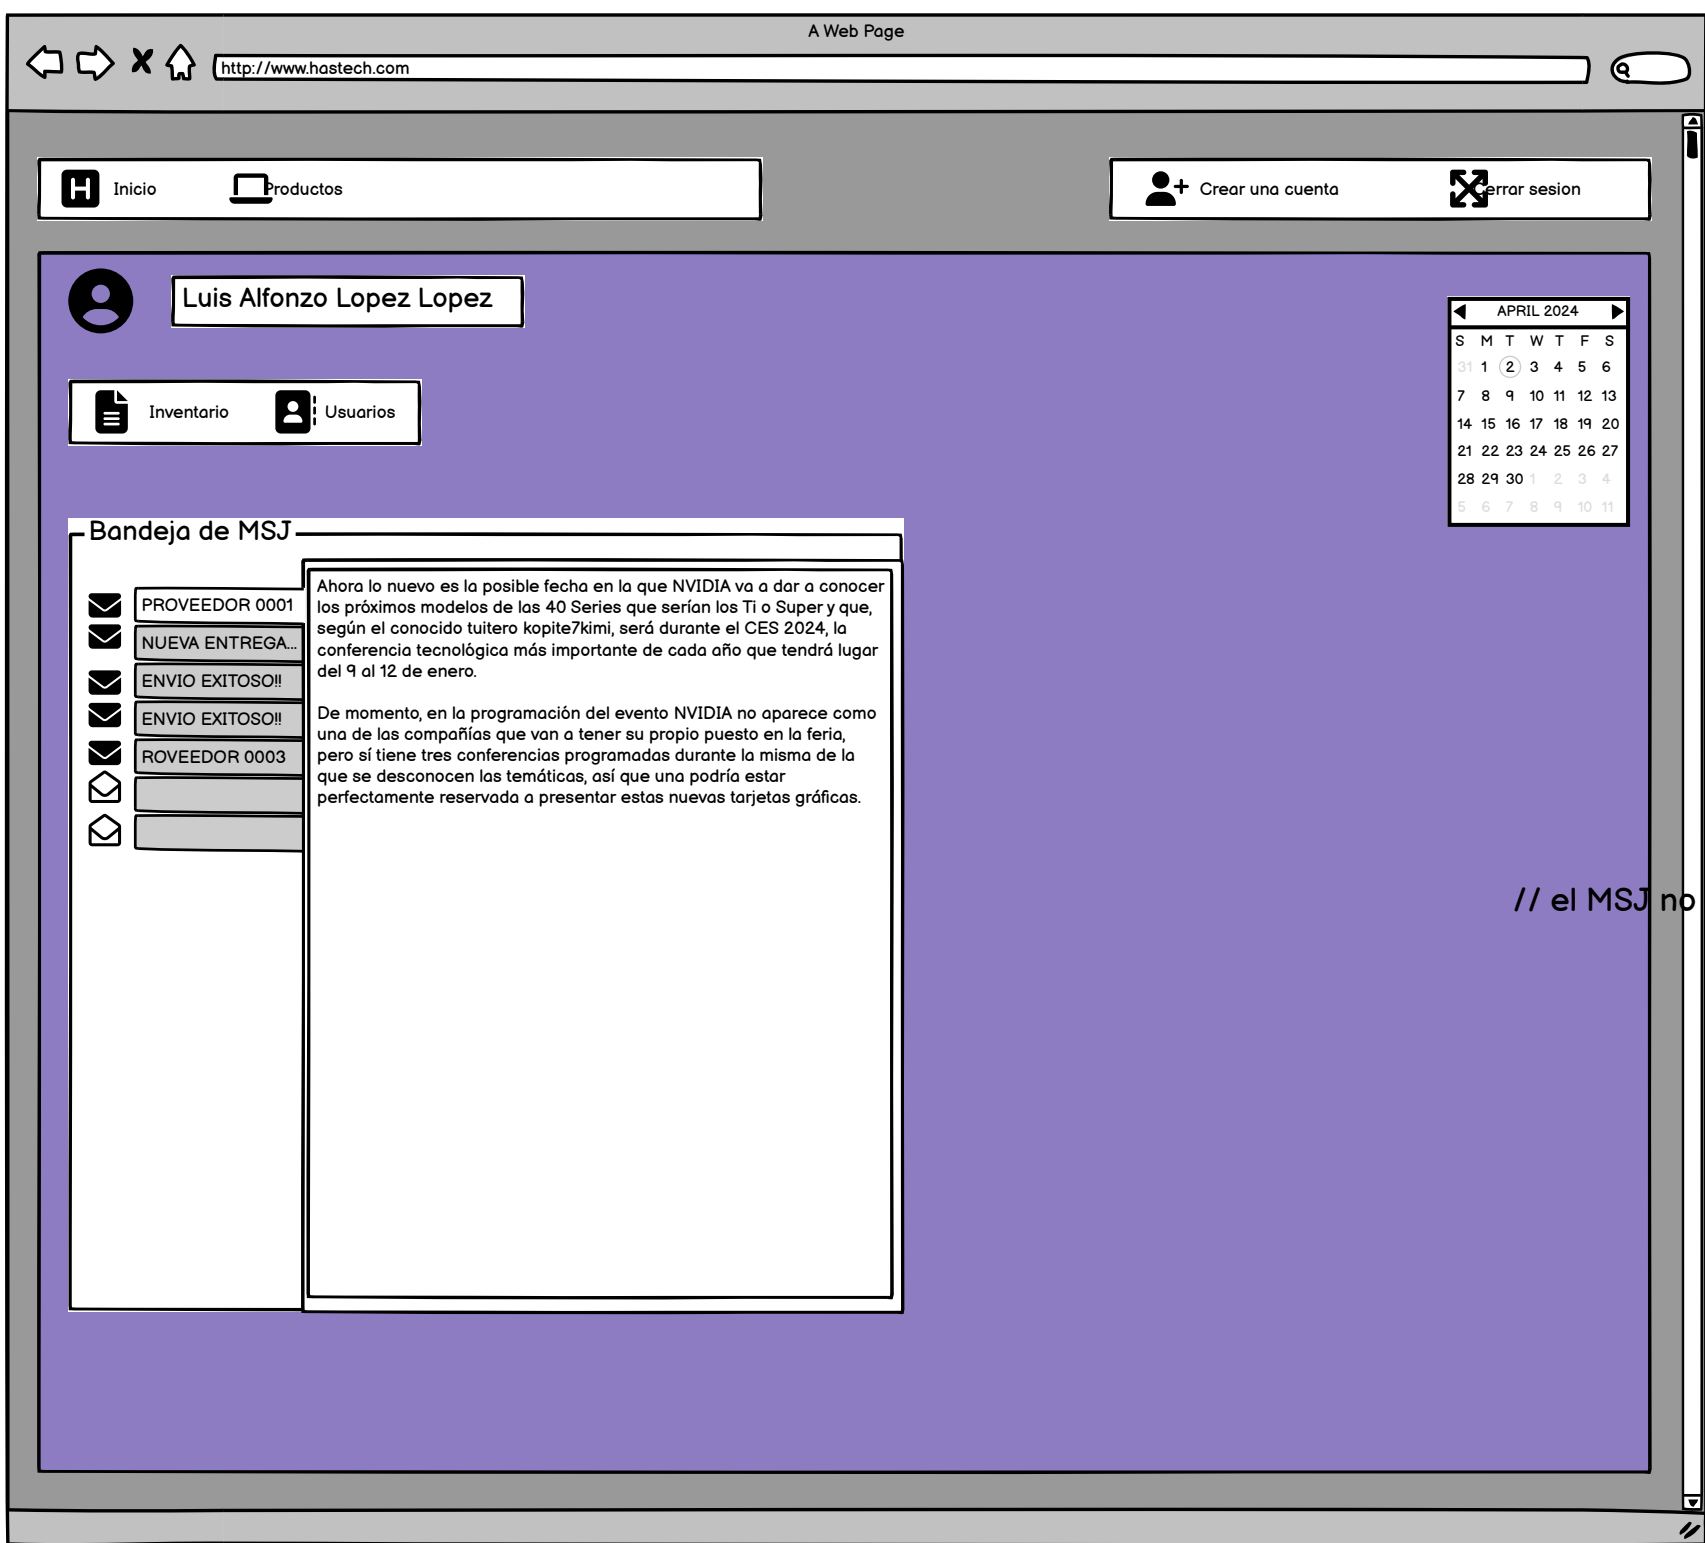 A Web Page
http://www.hastech.com
Inicio
Productos
Crear una cuenta
Cerrar sesion
Luis Alfonzo Lopez Lopez
APRIL 2024
S M T W T F S
31 1 2 3 4 5 6
7 8 9 10 11 12 13
14 15 16 17 18 19 20
21 22 23 24 25 26 27
28 29 30 1 2 3 4
5 6 7 8 9 10 11
Inventario
Usuarios
Bandeja de MSJ
PROVEEDOR 0001
NUEVA ENTREGA...
ENVIO EXITOSO!!
ENVIO EXITOSO!!
ROVEEDOR 0003
Ahora lo nuevo es la posible fecha en la que NVIDIA va a dar a conocer
los próximos modelos de las 40 Series que serían los Ti o Super y que,
según el conocido tuitero kopite7kimi, será durante el CES 2024, la
conferencia tecnológica más importante de cada año que tendrá lugar
del 9 al 12 de enero.
De momento, en la programación del evento NVIDIA no aparece como
una de las compañías que van a tener su propio puesto en la feria,
pero sí tiene tres conferencias programadas durante la misma de la
que se desconocen las temáticas, así que una podría estar
perfectamente reservada a presentar estas nuevas tarjetas gráficas.
// el MSJ no